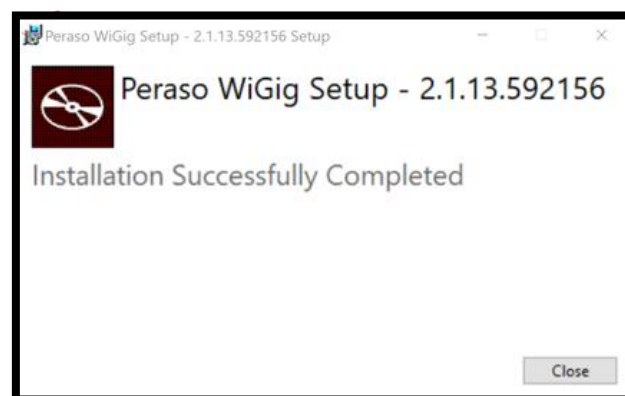 Peraso WiGig Setup - 2.1.13.592156 Setup
Peraso WiGig Setup - 2.1.13.592156
Installation Successfully Completed
Close